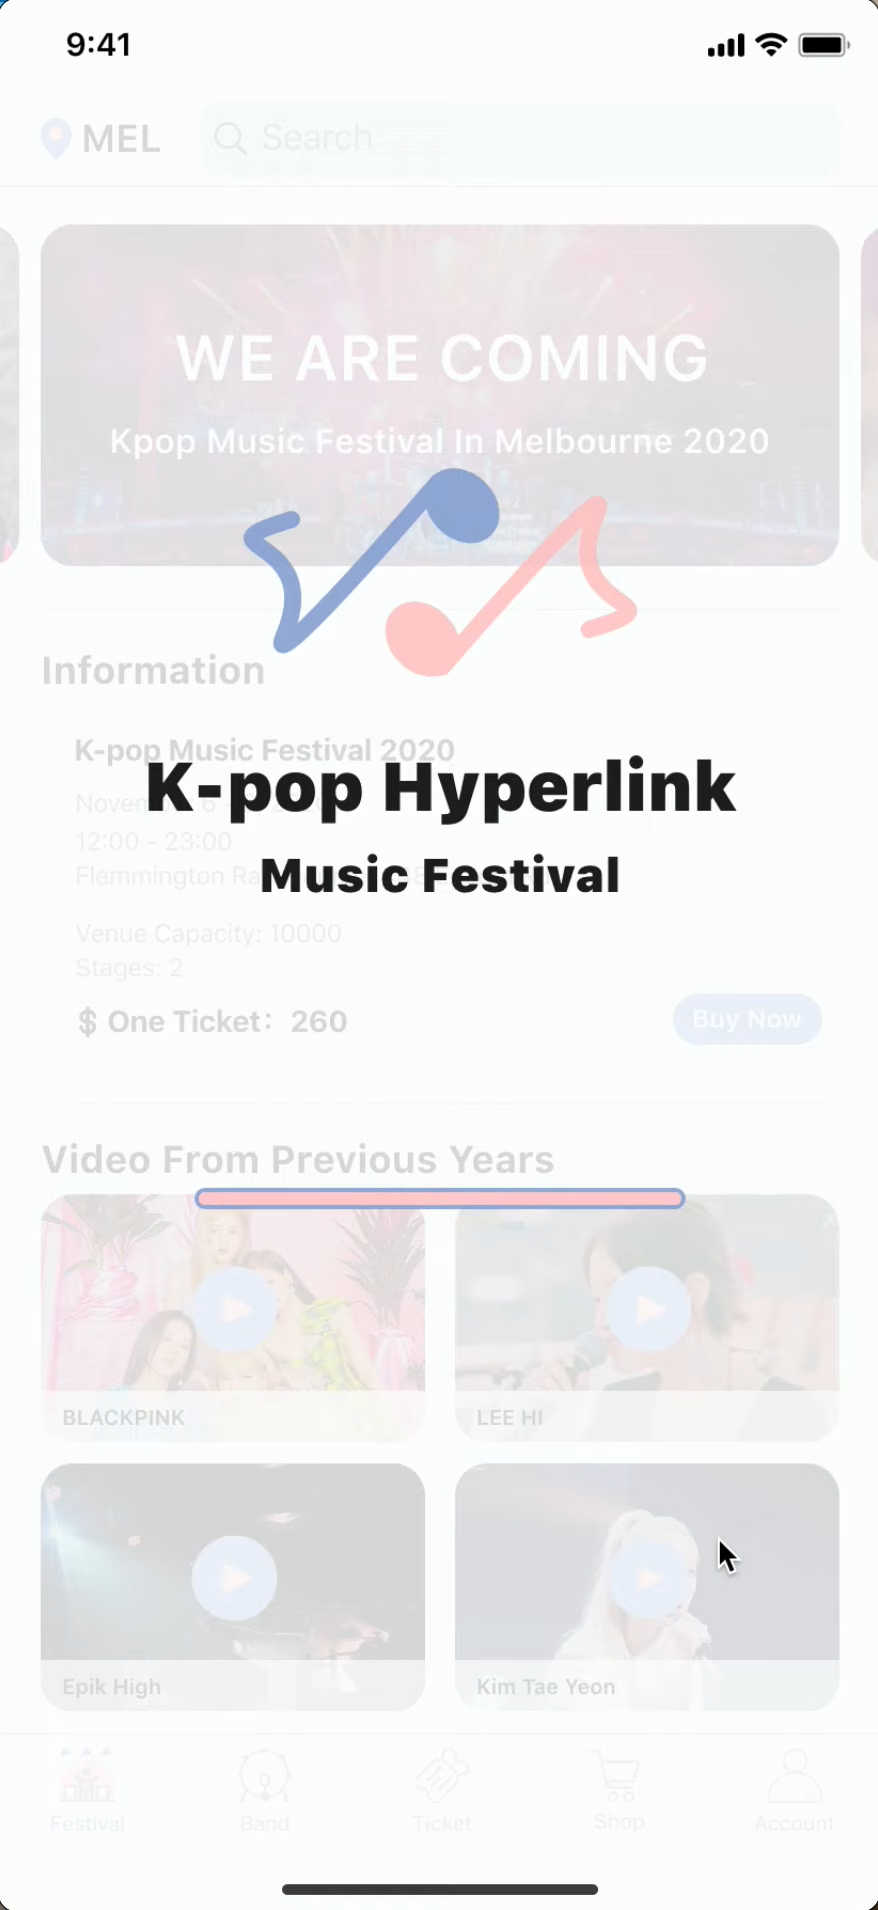 9:41
MEL
Search
WE ARE COMING
Kpop Music Festival In Melbourne 2020
Information
K-pop Music Festival 2020
K-pop Hyperlink
12:00 - 23:00
Music Festival
Venue Capacity: 10000
Stages: 2
$ One Ticket: 260
Buy Now
Video From Previous Years
BLACKPINK
LEE HI
Epik High
Kim Tae Yeon
Festival
Band
Ticket
Shop
Account